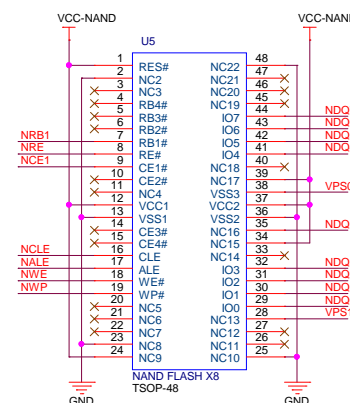 VCC-NAND VCC-NAND
U5
1 RES# NC22 48
2 NC2 NC21 47
3 NC3 NC20 46
4 RB4# NC19 45
5 RB3# IO7 44 NDQ
6 RB2# IO6 43 NDQ
NRB1 7 RB1# IO5 42 NDQ
NRE 8 RE# IO4 41 NDQ
NCE1 9 CE1# NC18 40
10 CE2# NC17 39
11 NC4 VSS3 38 VPS0
12 VCC1 VCC2 37
13 VSS1 VSS2 36
14 CE3# NC16 35 NDQ
15 CE4# NC15 34
NCLE 16 CLE NC14 33
NALE 17 ALE IO3 32 NDQ
NWE 18 WE# IO2 31 NDQ
NWP 19 WP# IO1 30 NDQ
20 NC5 IO0 29 NDQ
21 NC6 NC13 28 VPS1
22 NC7 NC12 27
23 NC8 NC11 26
24 NC9 NC10 25
NAND FLASH X8
TSOP-48
GND GND